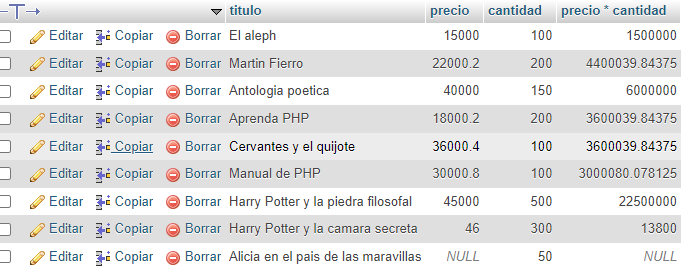 titulo precio cantidad precio * cantidad
Editar Copiar Borrar El aleph 15000 100 1500000
Editar Copiar Borrar Martin Fierro 22000.2 200 4400039.84375
Editar Copiar Borrar Antologia poetica 40000 150 6000000
Editar Copiar Borrar Aprenda PHP 18000.2 200 3600039.84375
Editar Copiar Borrar Cervantes y el quijote 36000.4 100 3600039.84375
Editar Copiar Borrar Manual de PHP 30000.8 100 3000080.078125
Editar Copiar Borrar Harry Potter y la piedra filosofal 45000 500 22500000
Editar Copiar Borrar Harry Potter y la camara secreta 46 300 13800
Editar Copiar Borrar Alicia en el pais de las maravillas NULL 50 NULL